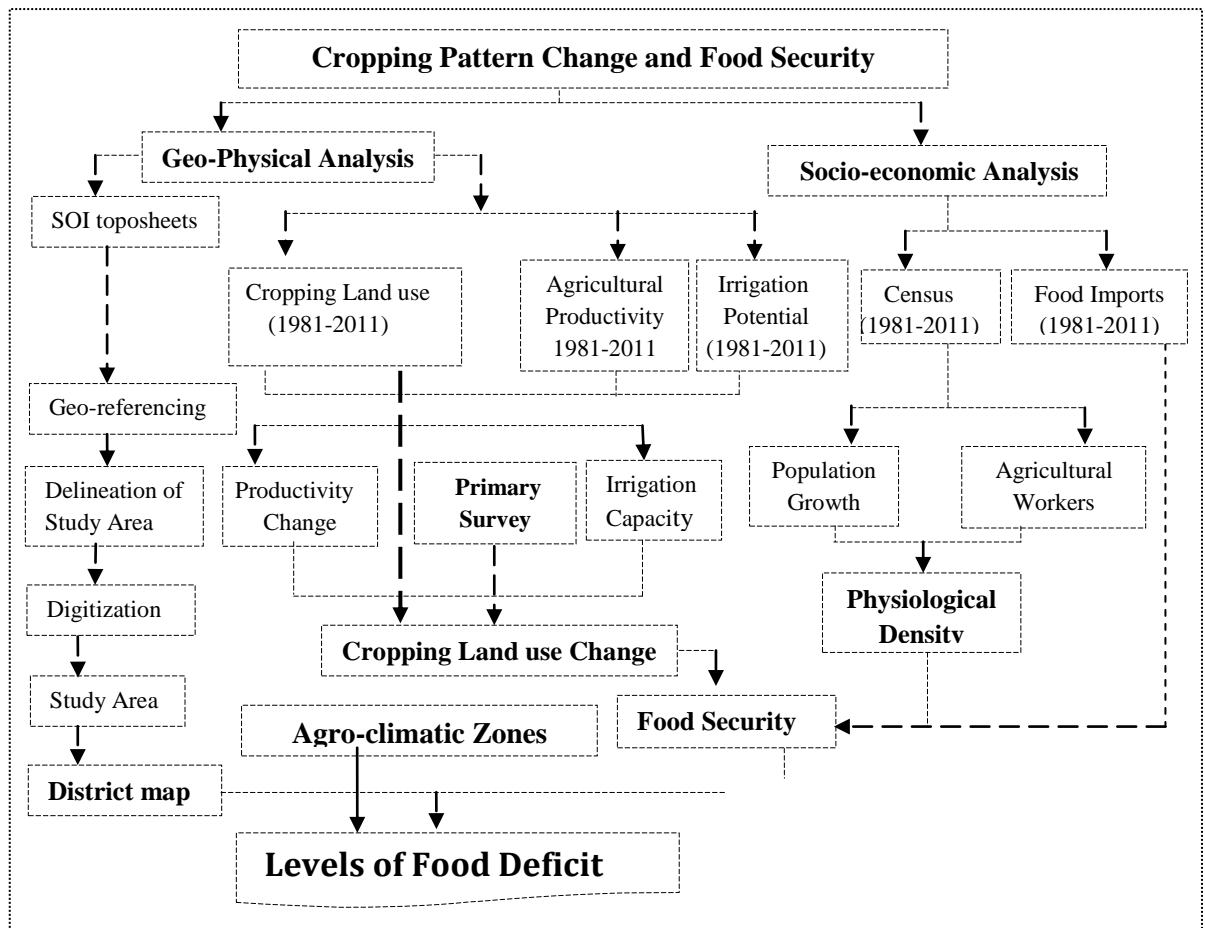 Cropping Pattern Change and Food Security
Geo-Physical Analysis
Socio-economic Analysis
SOI toposheets
Cropping Land use
(1981-2011)
Agricultural
Productivity
1981-2011
Irrigation
Potential
(1981-2011)
Census
(1981-2011)
Food Imports
(1981-2011)
Geo-referencing
Delineation of
Study Area
Productivity
Change
Primary
Survey
Irrigation
Capacity
Population
Growth
Agricultural
Workers
Digitization
Physiological
Density
Cropping Land use Change
Study Area
Food Security
Agro-climatic Zones
District map
Levels of Food Deficit